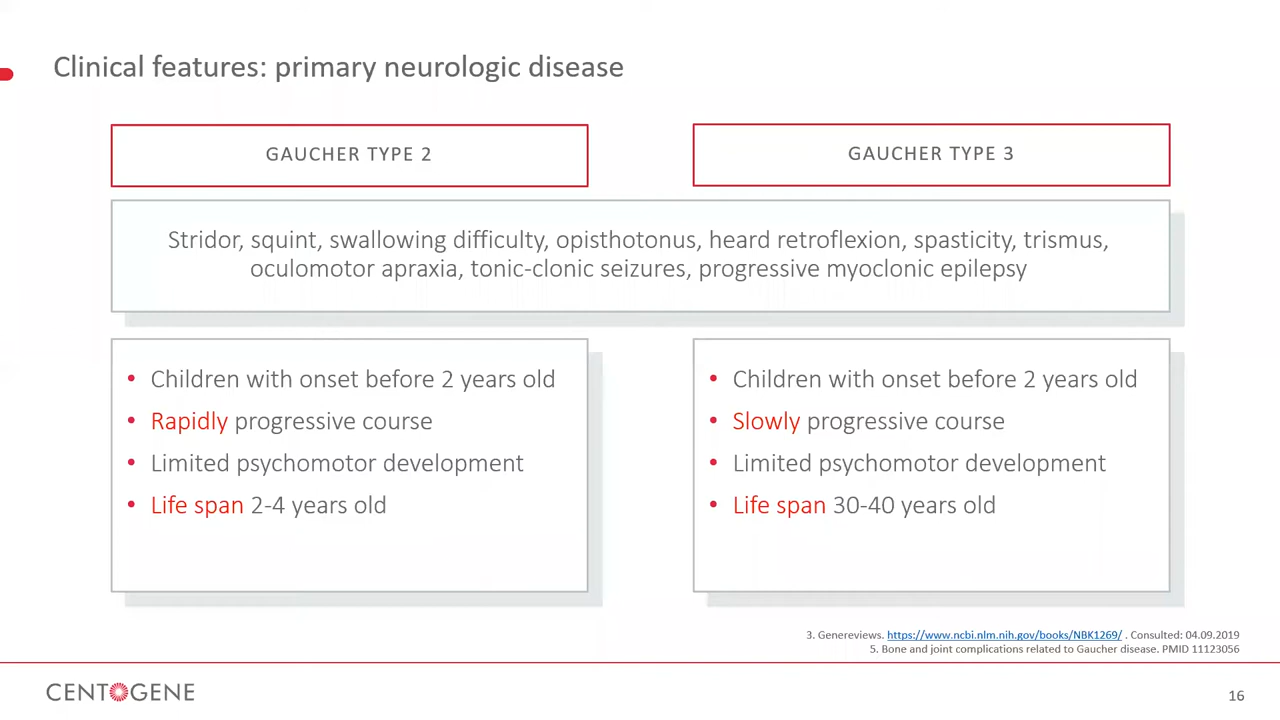 Clinical features: primary neurologic disease
GAUCHER TYPE 2
GAUCHER TYPE 3
Stridor, squint, swallowing difficulty, opisthotonus, heard retroflexion, spasticity, trismus,
oculomotor apraxia, tonic-clonic seizures, progressive myoclonic epilepsy
• Children with onset before 2 years old
• Rapidly progressive course
• Limited psychomotor development
• Life span 2-4 years old
• Children with onset before 2 years old
• Slowly progressive course
• Limited psychomotor development
• Life span 30-40 years old
3. Genereviews. https://www.ncbi.nlm.nih.gov/books/NBK1269/ . Consulted: 04.09.2019
5. Bone and joint complications related to Gaucher disease. PMID 11123056
CENTOGENE
16